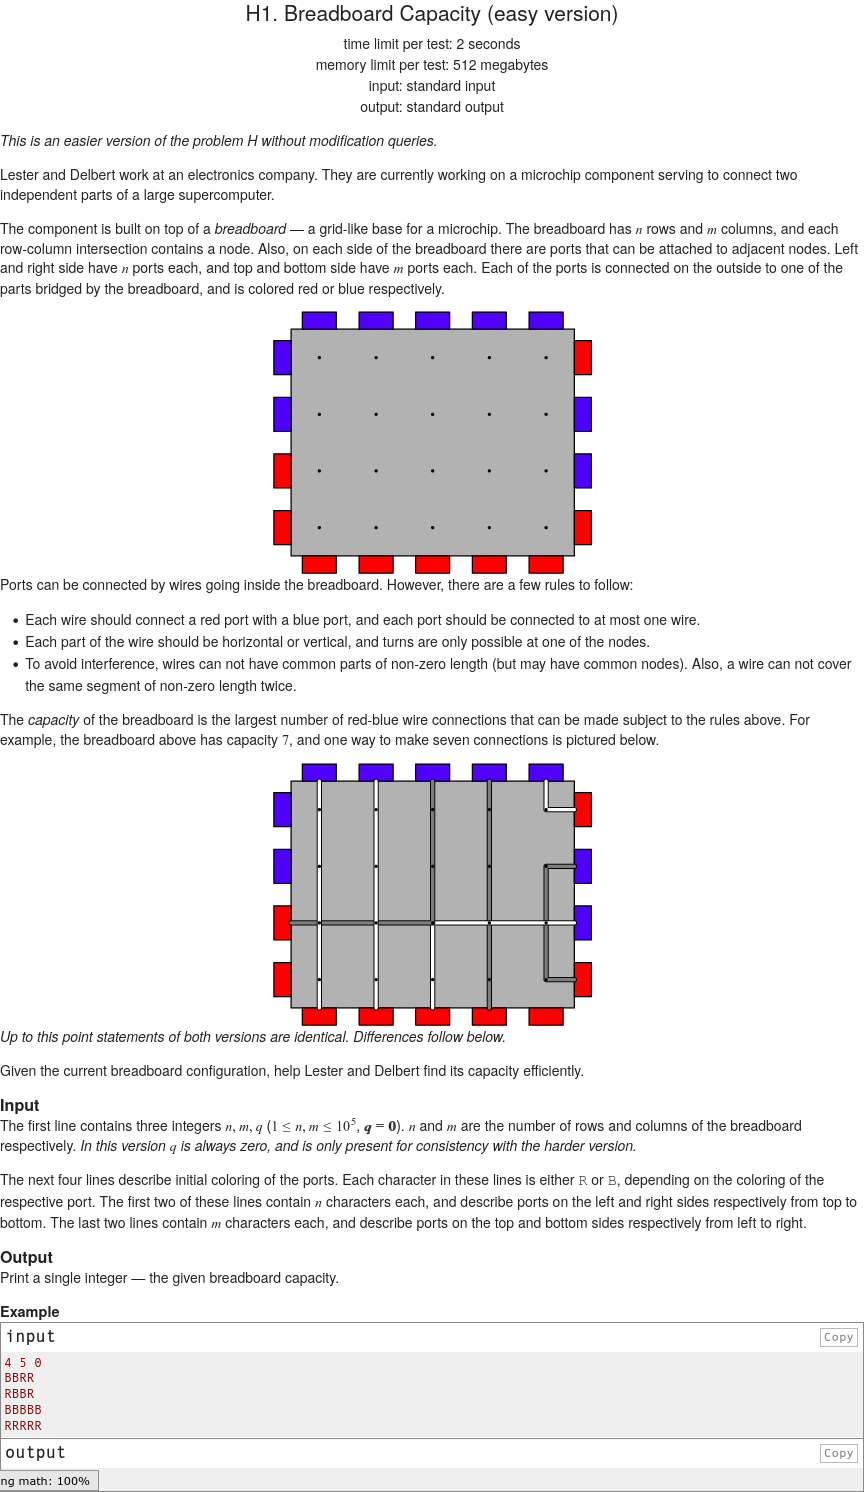 H1. Breadboard Capacity (easy version)
time limit per test: 2 seconds
memory limit per test: 512 megabytes
input: standard input
output: standard output
This is an easier version of the problem H without modification queries.
Lester and Delbert work at an electronics company. They are currently working on a microchip component serving to connect two
independent parts of a large supercomputer.
The component is built on top of a breadboard — a grid-like base for a microchip. The breadboard has n rows and m columns, and each
row-column intersection contains a node. Also, on each side of the breadboard there are ports that can be attached to adjacent nodes. Left
and right side have n ports each, and top and bottom side have m ports each. Each of the ports is connected on the outside to one of the
parts bridged by the breadboard, and is colored red or blue respectively.
Ports can be connected by wires going inside the breadboard. However, there are a few rules to follow:
• Each wire should connect a red port with a blue port, and each port should be connected to at most one wire.
• Each part of the wire should be horizontal or vertical, and turns are only possible at one of the nodes.
• To avoid interference, wires can not have common parts of non-zero length (but may have common nodes). Also, a wire can not cover
the same segment of non-zero length twice.
The capacity of the breadboard is the largest number of red-blue wire connections that can be made subject to the rules above. For
example, the breadboard above has capacity 7, and one way to make seven connections is pictured below.
Up to this point statements of both versions are identical. Differences follow below.
Given the current breadboard configuration, help Lester and Delbert find its capacity efficiently.
Input
The first line contains three integers n, m, q (1 ≤ n, m ≤ 10^5, q = 0). n and m are the number of rows and columns of the breadboard
respectively. In this version q is always zero, and is only present for consistency with the harder version.
The next four lines describe initial coloring of the ports. Each character in these lines is either R or B, depending on the coloring of the
respective port. The first two of these lines contain n characters each, and describe ports on the left and right sides respectively from top to
bottom. The last two lines contain m characters each, and describe ports on the top and bottom sides respectively from left to right.
Output
Print a single integer — the given breadboard capacity.
Example
input
Copy
4 5 0
BBRR
RBBR
BBBBB
RRRRR
output
Copy
ng math: 100%